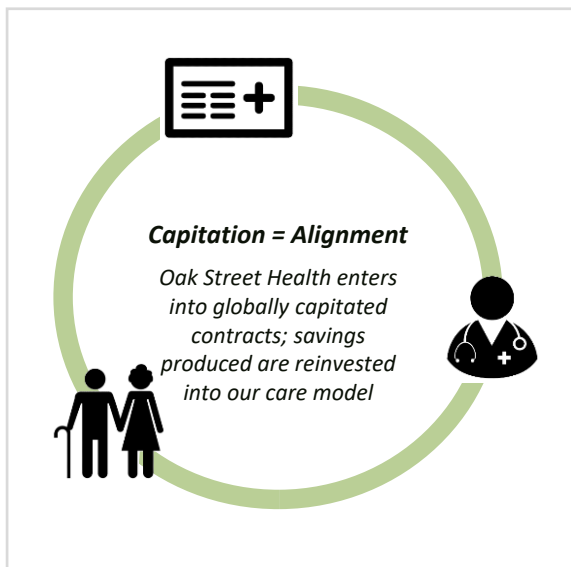 Capitation = Alignment
Oak Street Health enters
into globally capitated
contracts; savings
produced are reinvested
into our care model